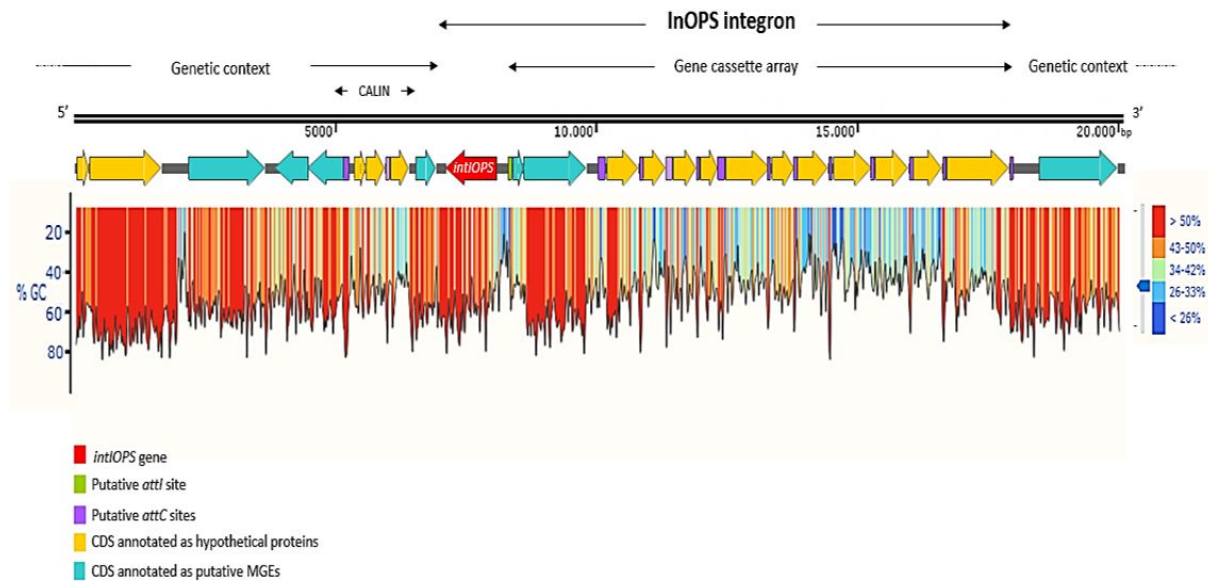 InOPS integron
Genetic context
Gene cassette array
Genetic context
CALIN
5’
3’
5000
10.000
15.000
20.000 bp
intIOPS
20
40
% GC
60
80
> 50%
43-50%
34-42%
26-33%
< 26%
intIOPS gene
Putative attI site
Putative attC sites
CDS annotated as hypothetical proteins
CDS annotated as putative MGEs